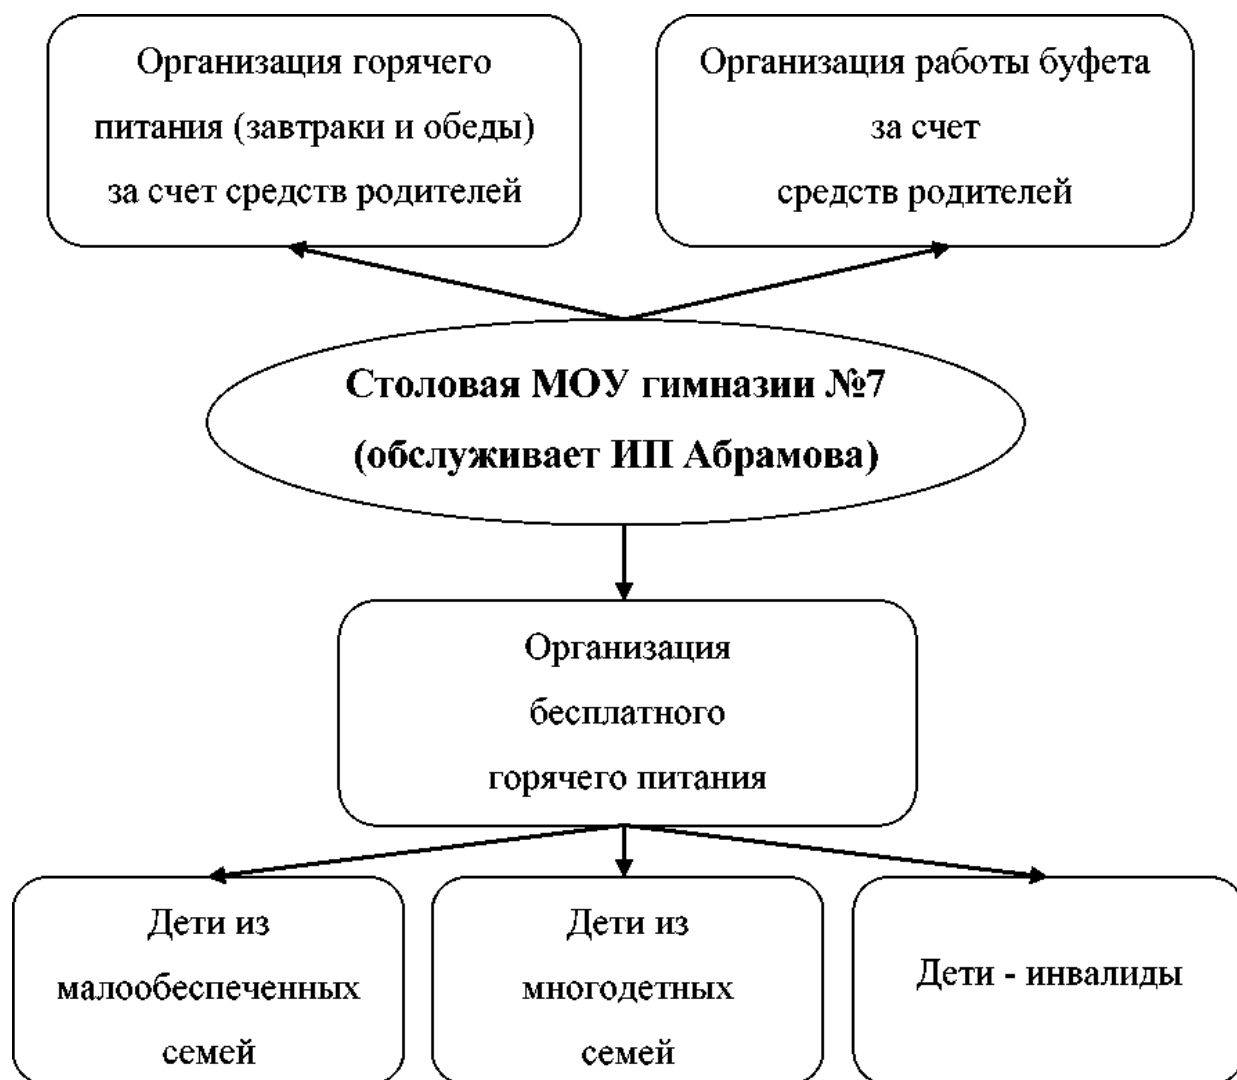 Организация горячего
питания (завтраки и обеды)
за счет средств родителей
Организация работы буфета
за счет
средств родителей
Столовая МОУ гимназии №7
(обслуживает ИП Абрамова)
Организация
бесплатного
горячего питания
Дети из
малообеспеченных
семей
Дети из
многодетных
семей
Дети - инвалиды